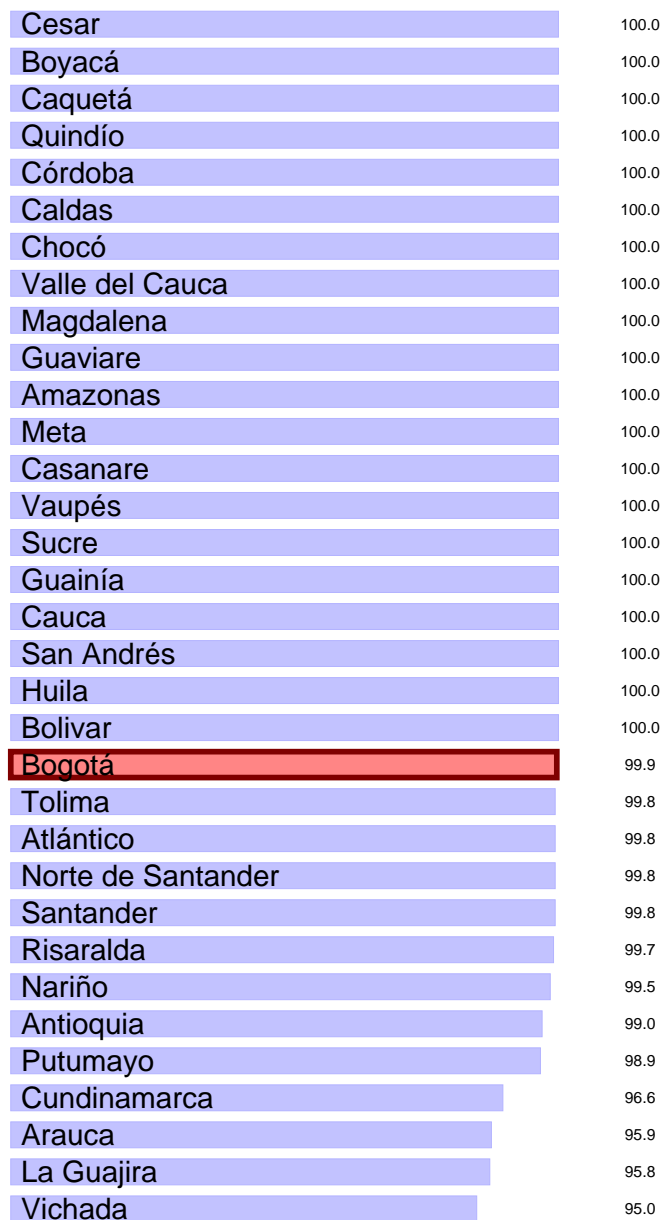 Cesar 100.0
Boyacá 100.0
Caquetá 100.0
Quindío 100.0
Córdoba 100.0
Caldas 100.0
Chocó 100.0
Valle del Cauca 100.0
Magdalena 100.0
Guaviare 100.0
Amazonas 100.0
Meta 100.0
Casanare 100.0
Vaupés 100.0
Sucre 100.0
Guainía 100.0
Cauca 100.0
San Andrés 100.0
Huila 100.0
Bolivar 100.0
Bogotá 99.9
Tolima 99.8
Atlántico 99.8
Norte de Santander 99.8
Santander 99.8
Risaralda 99.7
Nariño 99.5
Antioquia 99.0
Putumayo 98.9
Cundinamarca 96.6
Arauca 95.9
La Guajira 95.8
Vichada 95.0